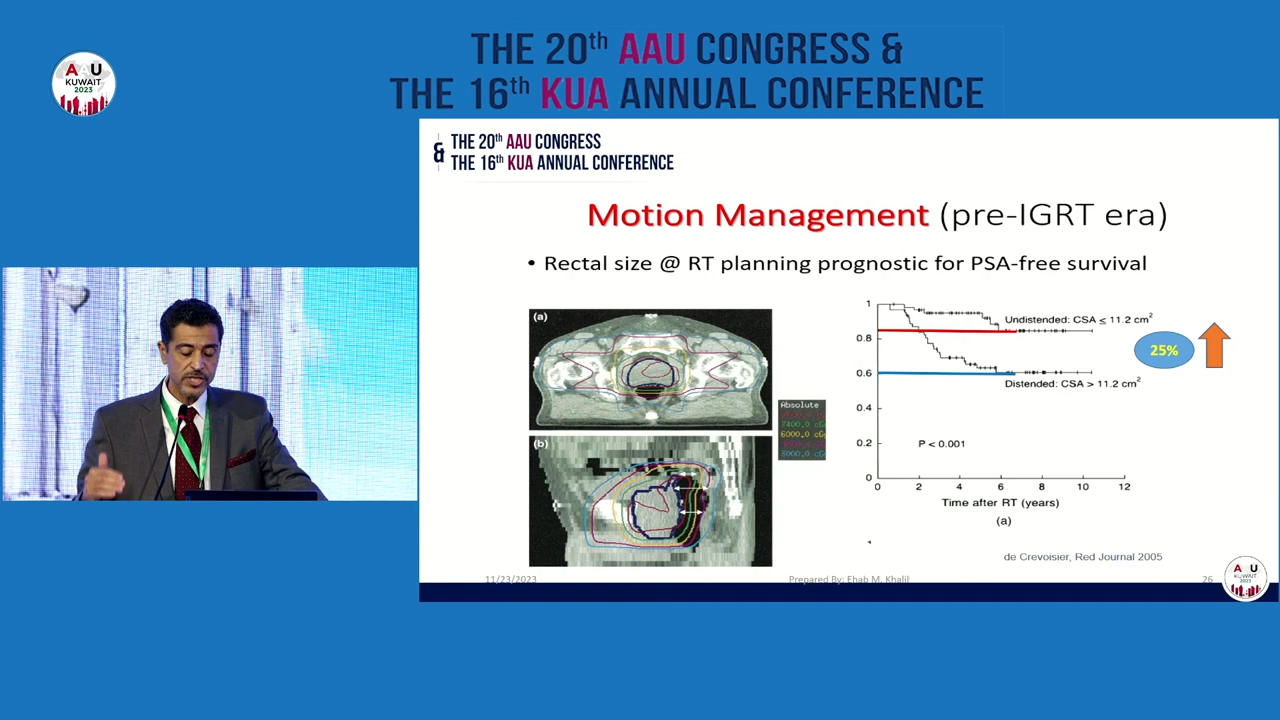 THE 20th AAU CONGRESS &
THE 16th KUA ANNUAL CONFERENCE
AAU
KUWAIT
2023
& THE 20th AAU CONGRESS
THE 16th KUA ANNUAL CONFERENCE
Motion Management (pre-IGRT era)
• Rectal size @ RT planning prognostic for PSA-free survival
(a)
(b)
Absolute
7400.0 cG
6000.0 cG
3000.0 cG
1
0.8
0.6
0.4
0.2
0
Undistended: CSA ≤ 11.2 cm2
Distended: CSA > 11.2 cm2
P < 0.001
0 2 4 6 8 10 12
Time after RT (years)
(a)
25%
de Crevoisier, Red Journal 2005
11/23/2023
Prepared By: Ehab M. Khalil
26
AAU
KUWAIT
2023